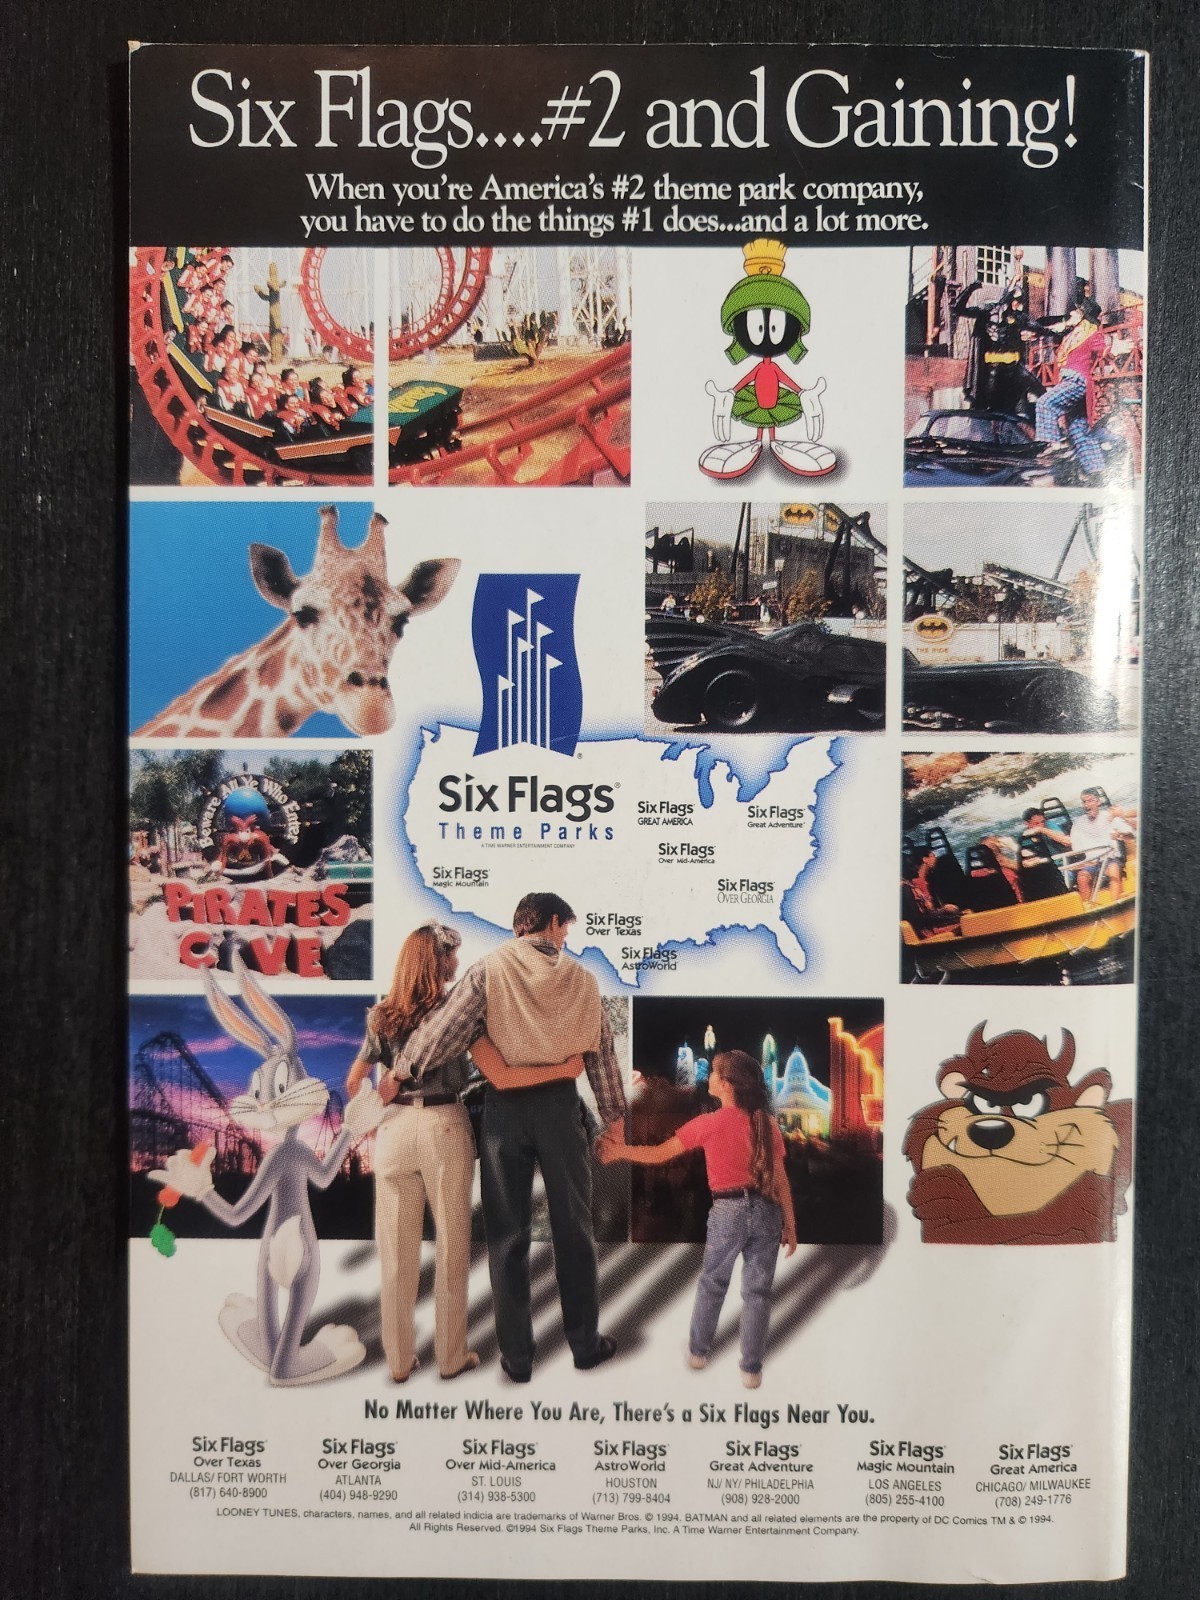 Six Flags....#2 and Gaining!
When you're America's #2 theme park company,
you have to do the things #1 does...and a lot more.
THE RIDE
Beware All Ye Who Enter
PIRATES
C VE
Six Flags®
Theme Parks
A TIME WARNER ENTERTAINMENT COMPANY
Six Flags
GREAT AMERICA
Six Flags
Great Adventure
Six Flags
Over Mid-America
Six Flags
Magic Mountain
Six Flags
OVER GEORGIA
Six Flags
Over Texas
Six Flags
AstroWorld
No Matter Where You Are, There's a Six Flags Near You.
Six Flags
Over Texas
DALLAS/ FORT WORTH
(817) 640-8900
Six Flags
Over Georgia
ATLANTA
(404) 948-9290
Six Flags
Over Mid-America
ST. LOUIS
(314) 938-5300
Six Flags
AstroWorld
HOUSTON
(713) 799-8404
Six Flags
Great Adventure
NJ/ NY/ PHILADELPHIA
(908) 928-2000
Six Flags
Magic Mountain
LOS ANGELES
(805) 255-4100
Six Flags
Great America
CHICAGO/ MILWAUKEE
(708) 249-1776
LOONEY TUNES, characters, names, and all related indicia are trademarks of Warner Bros. © 1994. BATMAN and all related elements are the property of DC Comics TM & © 1994.
All Rights Reserved. ©1994 Six Flags Theme Parks, Inc. A Time Warner Entertainment Company.